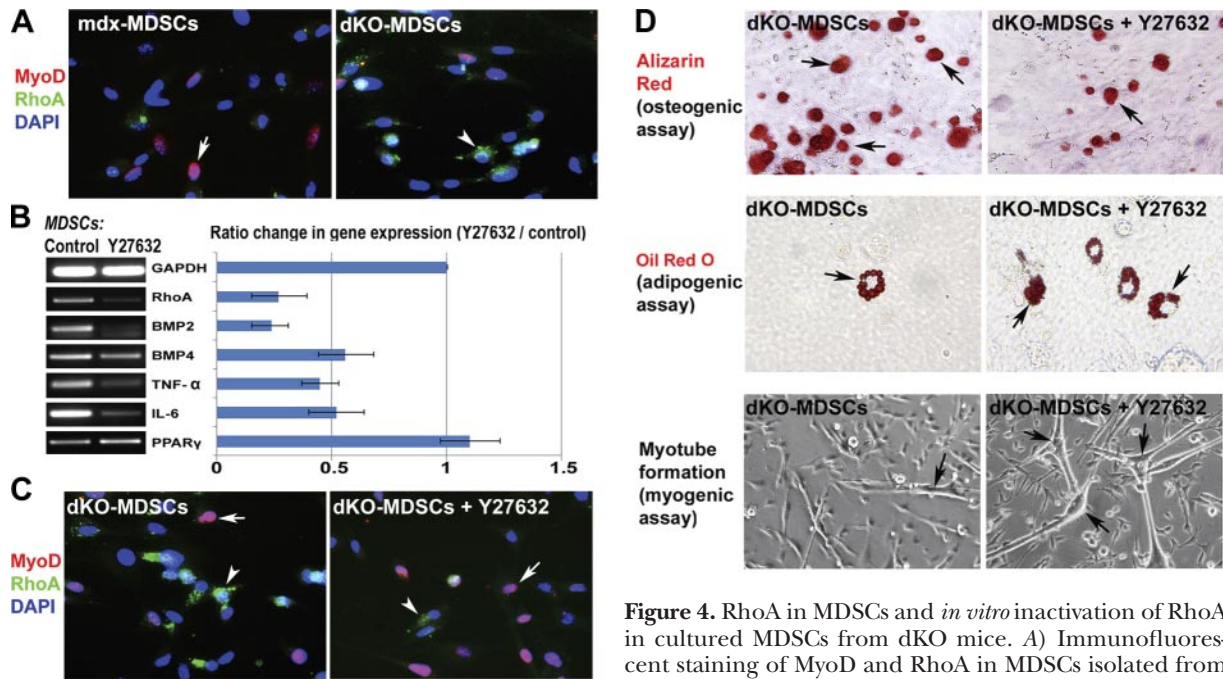 A
mdx-MDSCs
dKO-MDSCs
MyoD
RhoA
DAPI
B
MDSCs:
Control Y27632
Ratio change in gene expression (Y27632 / control)
GAPDH
RhoA
BMP2
BMP4
TNF- α
IL-6
PPARγ
0 0.5 1 1.5
C
dKO-MDSCs
dKO-MDSCs + Y27632
MyoD
RhoA
DAPI
D
dKO-MDSCs
dKO-MDSCs + Y27632
Alizarin
Red
(osteogenic
assay)
dKO-MDSCs
dKO-MDSCs + Y27632
Oil Red O
(adipogenic
assay)
dKO-MDSCs
dKO-MDSCs + Y27632
Myotube
formation
(myogenic
assay)
Figure 4. RhoA in MDSCs and in vitro inactivation of RhoA
in cultured MDSCs from dKO mice. A) Immunofluores-
cent staining of MyoD and RhoA in MDSCs isolated from